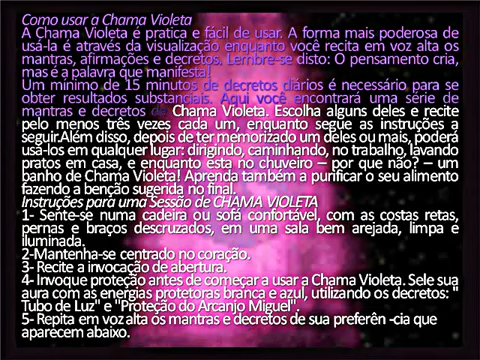 Como usar a Chama Violeta
A Chama Violeta é pratica e fácil de usar. A forma mais poderosa de
usá-la é através da visualização enquanto você recita em voz alta os
mantras, afirmações e decretos. Lembre-se disto: O pensamento cria,
mas é a palavra que manifesta!
Um mínimo de 15 minutos de decretos diários é necessário para se
obter resultados substanciais. Aqui você encontrará uma série de
mantras e decretos da Chama Violeta. Escolha alguns deles e recite
pelo menos três vezes cada um, enquanto segue as instruções a
seguir.Além disso, depois de ter memorizado um deles ou mais, poderá
usá-los em qualquer lugar: dirigindo, caminhando, no trabalho, lavando
pratos em casa, e enquanto esta no chuveiro – por que não? – um
banho de Chama Violeta! Aprenda também a purificar o seu alimento
fazendo a benção sugerida no final.
Instruções para uma Sessão de CHAMA VIOLETA
1- Sente-se numa cadeira ou sofá confortável, com as costas retas,
pernas e braços descruzados, em uma sala bem arejada, limpa e
iluminada.
2-Mantenha-se centrado no coração.
3- Recite a invocação de abertura.
4- Invoque proteção antes de começar a usar a Chama Violeta. Sele sua
aura com as energias protetoras branca e azul, utilizando os decretos: "
Tubo de Luz" e "Proteção do Arcanjo Miguel".
5- Repita em voz alta os mantras e decretos de sua preferên -cia que
aparecem abaixo.